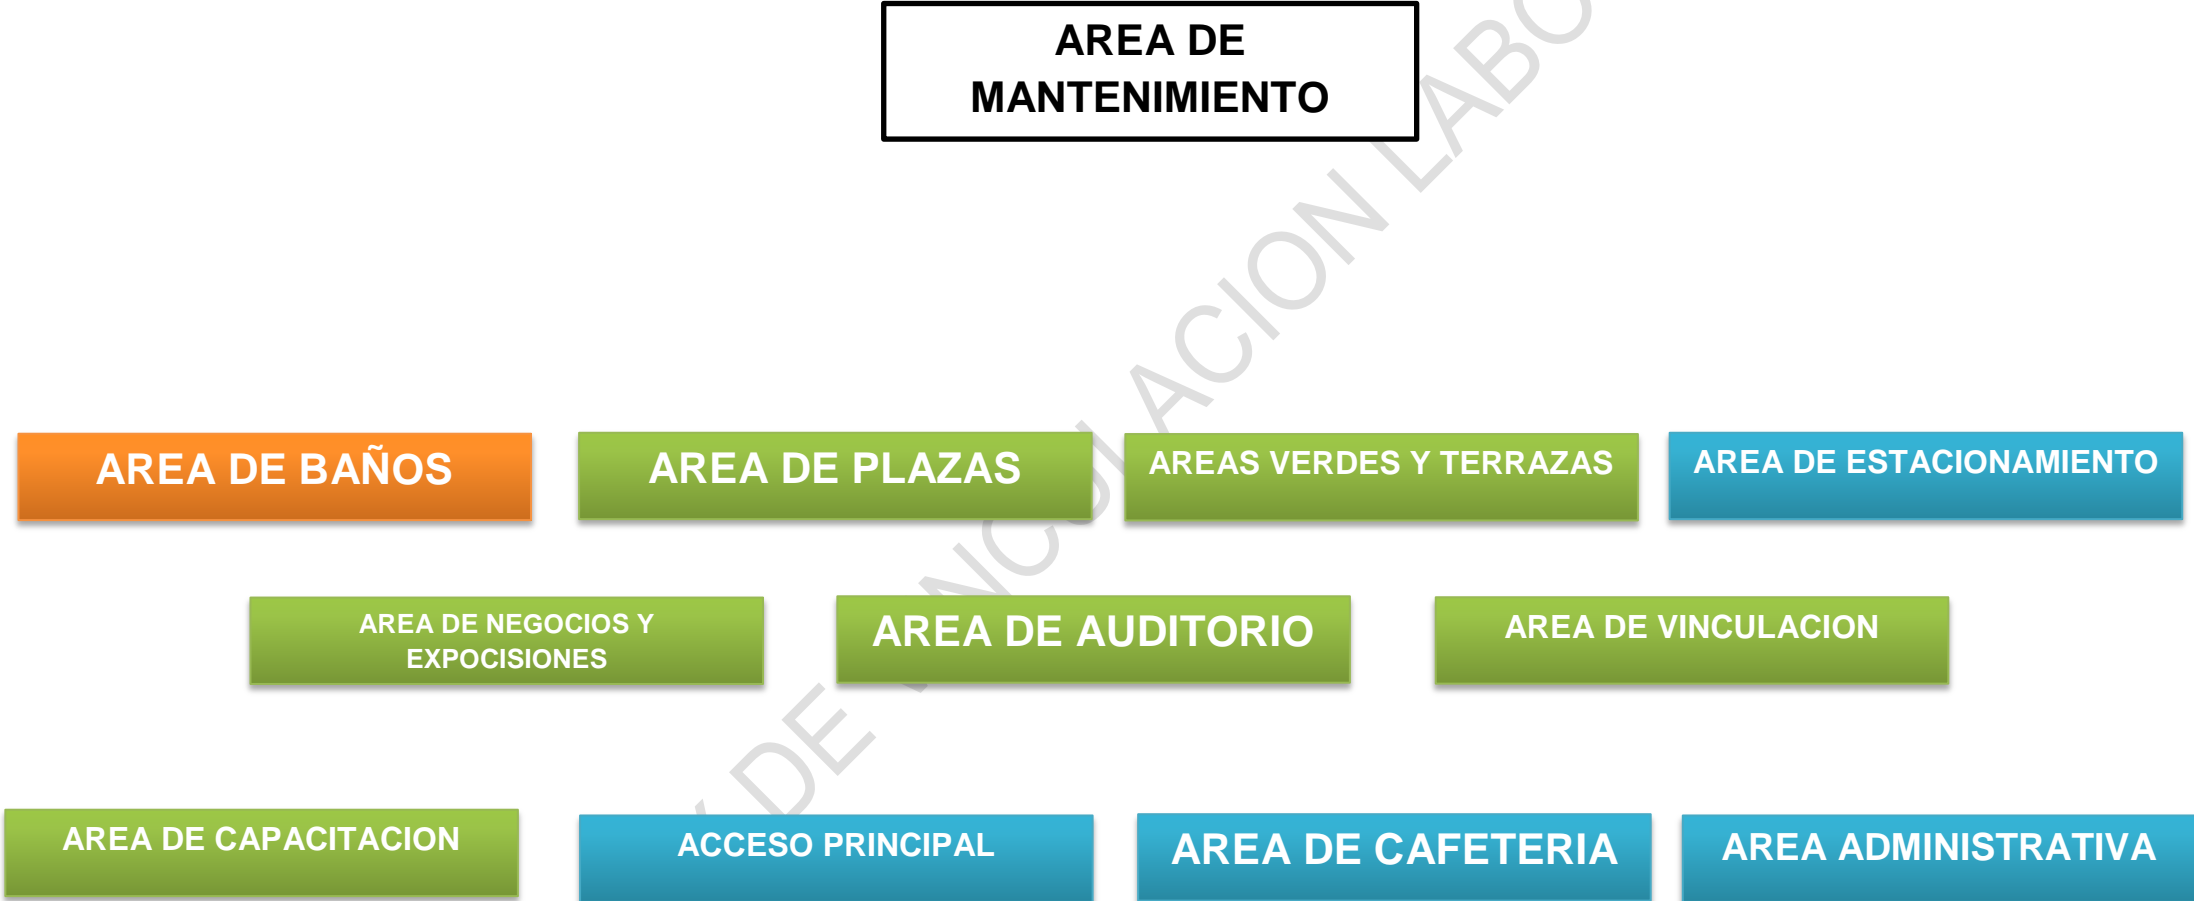 AREA DE
MANTENIMIENTO
AREA DE BAÑOS
AREA DE PLAZAS
AREAS VERDES Y TERRAZAS
AREA DE ESTACIONAMIENTO
AREA DE NEGOCIOS Y
EXPOCISIONES
AREA DE AUDITORIO
AREA DE VINCULACION
AREA DE CAPACITACION
ACCESO PRINCIPAL
AREA DE CAFETERIA
AREA ADMINISTRATIVA
DE